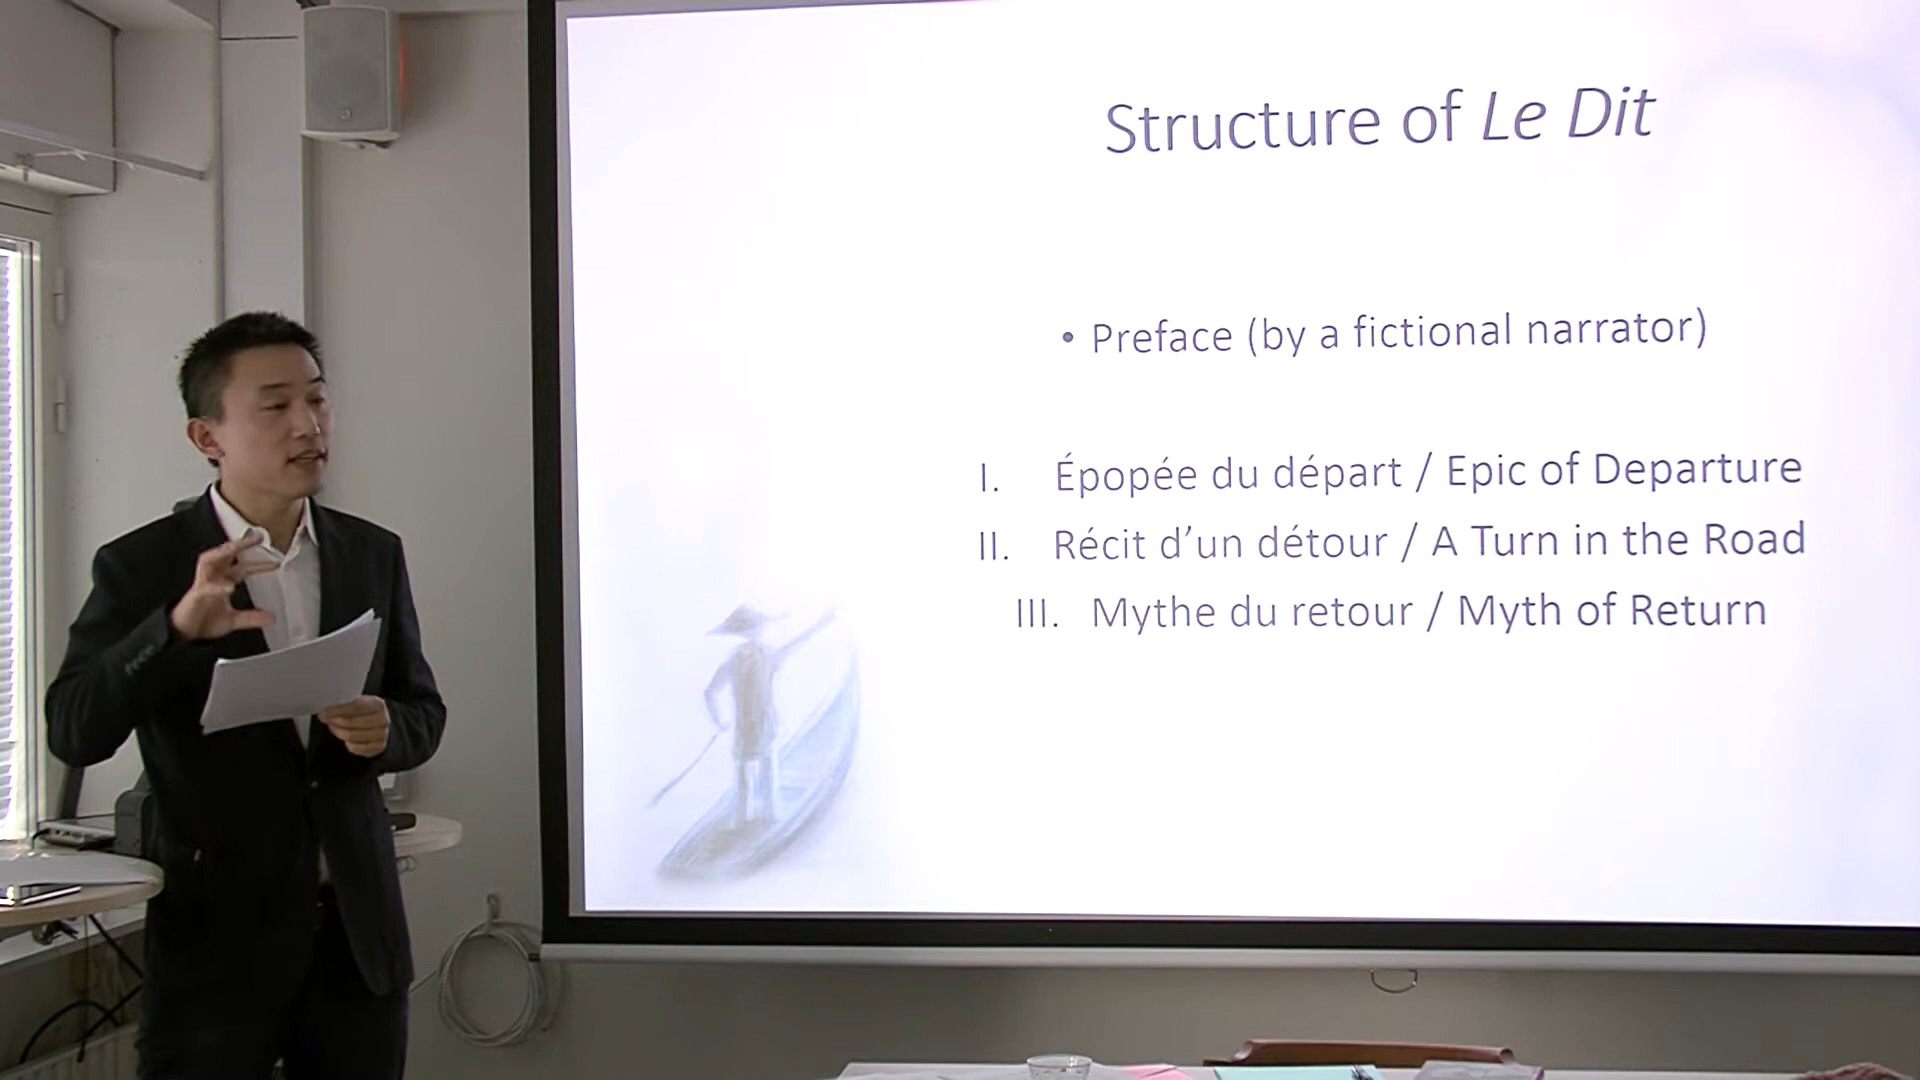 Structure of Le Dit
• Preface (by a fictional narrator)
I. Épopée du départ / Epic of Departure
II. Récit d’un détour / A Turn in the Road
III. Mythe du retour / Myth of Return